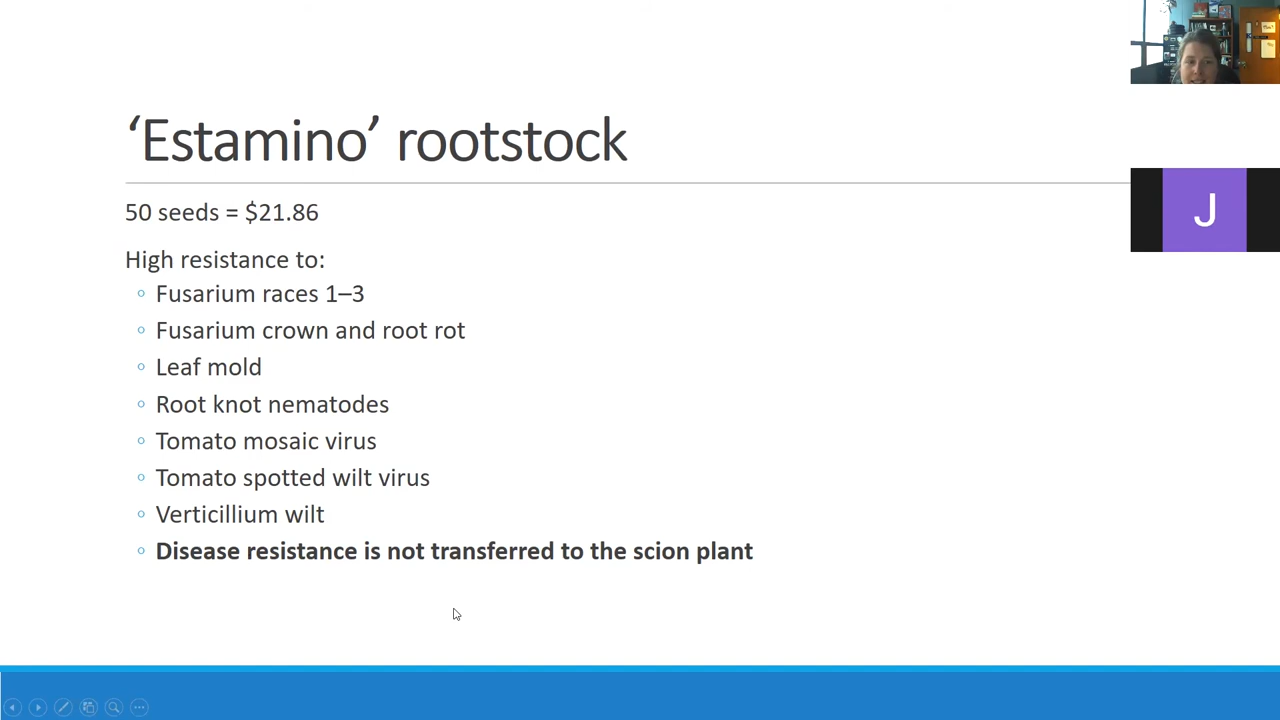 ‘Estamino’ rootstock
50 seeds = $21.86
High resistance to:
Fusarium races 1–3
Fusarium crown and root rot
Leaf mold
Root knot nematodes
Tomato mosaic virus
Tomato spotted wilt virus
Verticillium wilt
Disease resistance is not transferred to the scion plant
J